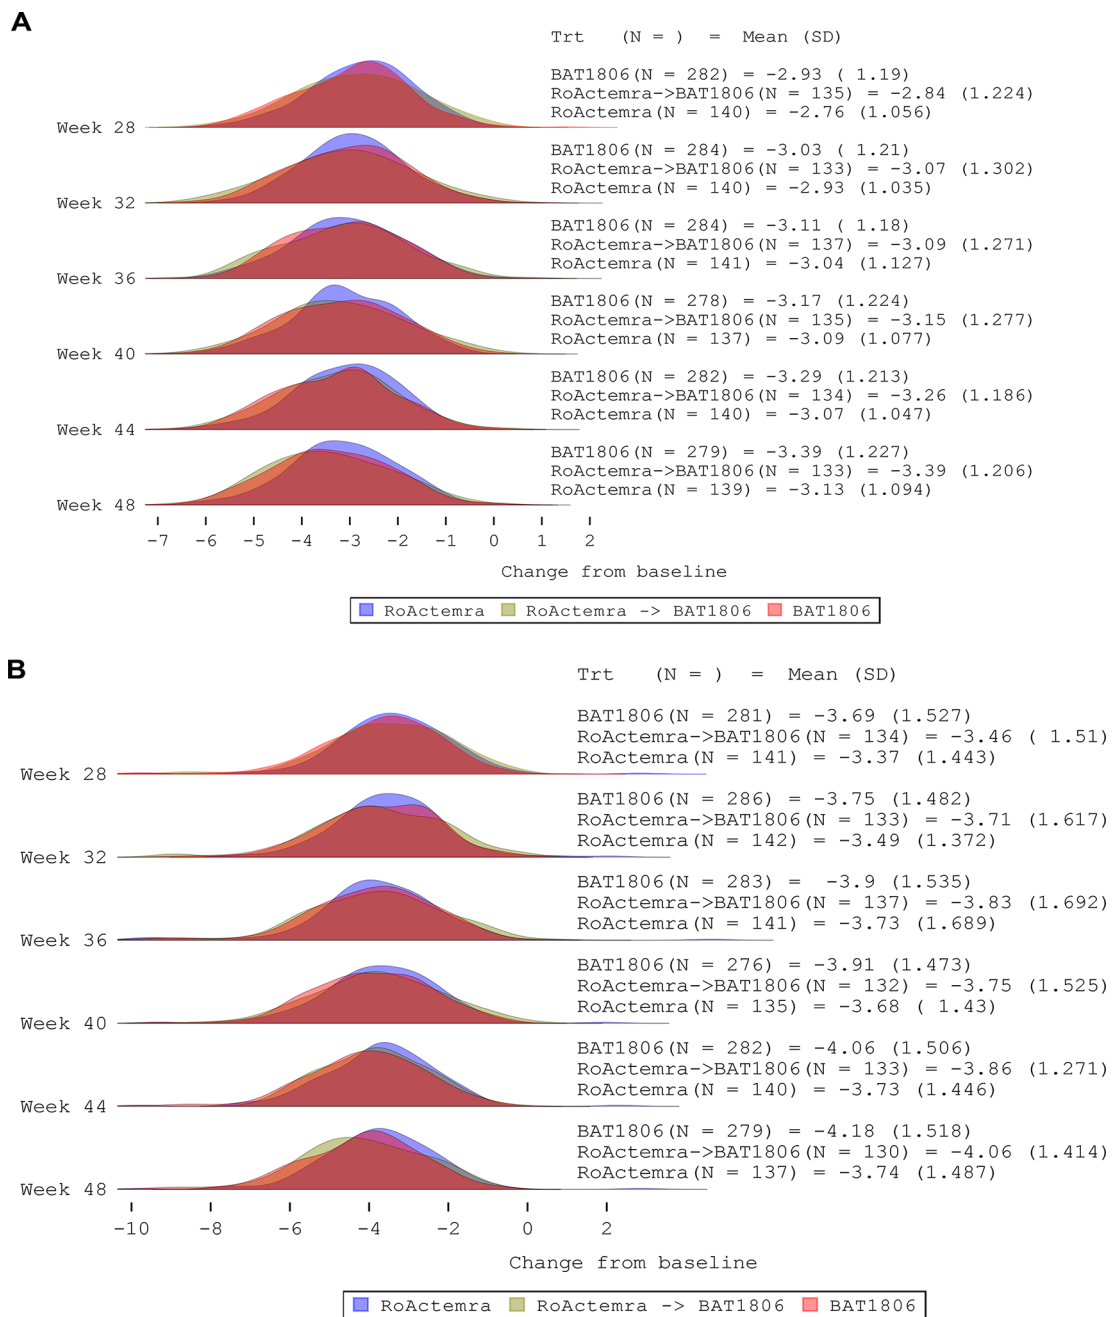 A
Trt (N = ) = Mean (SD)
BAT1806(N = 282) = -2.93 ( 1.19)
RoActemra->BAT1806(N = 135) = -2.84 (1.224)
RoActemra(N = 140) = -2.76 (1.056)
Week 28
BAT1806(N = 284) = -3.03 ( 1.21)
RoActemra->BAT1806(N = 133) = -3.07 (1.302)
RoActemra(N = 140) = -2.93 (1.035)
Week 32
BAT1806(N = 284) = -3.11 ( 1.18)
RoActemra->BAT1806(N = 137) = -3.09 (1.271)
RoActemra(N = 141) = -3.04 (1.127)
Week 36
BAT1806(N = 278) = -3.17 (1.224)
RoActemra->BAT1806(N = 135) = -3.15 (1.277)
RoActemra(N = 137) = -3.09 (1.077)
Week 40
BAT1806(N = 282) = -3.29 (1.213)
RoActemra->BAT1806(N = 134) = -3.26 (1.186)
RoActemra(N = 140) = -3.07 (1.047)
Week 44
BAT1806(N = 279) = -3.39 (1.227)
RoActemra->BAT1806(N = 133) = -3.39 (1.206)
RoActemra(N = 139) = -3.13 (1.094)
Week 48
-7 -6 -5 -4 -3 -2 -1 0 1 2
Change from baseline
RoActemra RoActemra -> BAT1806 BAT1806
B
Trt (N = ) = Mean (SD)
BAT1806(N = 281) = -3.69 (1.527)
RoActemra->BAT1806(N = 134) = -3.46 ( 1.51)
RoActemra(N = 141) = -3.37 (1.443)
Week 28
BAT1806(N = 286) = -3.75 (1.482)
RoActemra->BAT1806(N = 133) = -3.71 (1.617)
RoActemra(N = 142) = -3.49 (1.372)
Week 32
BAT1806(N = 283) = -3.9 (1.535)
RoActemra->BAT1806(N = 137) = -3.83 (1.692)
RoActemra(N = 141) = -3.73 (1.689)
Week 36
BAT1806(N = 276) = -3.91 (1.473)
RoActemra->BAT1806(N = 132) = -3.75 (1.525)
RoActemra(N = 135) = -3.68 ( 1.43)
Week 40
BAT1806(N = 282) = -4.06 (1.506)
RoActemra->BAT1806(N = 133) = -3.86 (1.271)
RoActemra(N = 140) = -3.73 (1.446)
Week 44
BAT1806(N = 279) = -4.18 (1.518)
RoActemra->BAT1806(N = 130) = -4.06 (1.414)
RoActemra(N = 137) = -3.74 (1.487)
Week 48
-10 -8 -6 -4 -2 0 2
Change from baseline
RoActemra RoActemra -> BAT1806 BAT1806